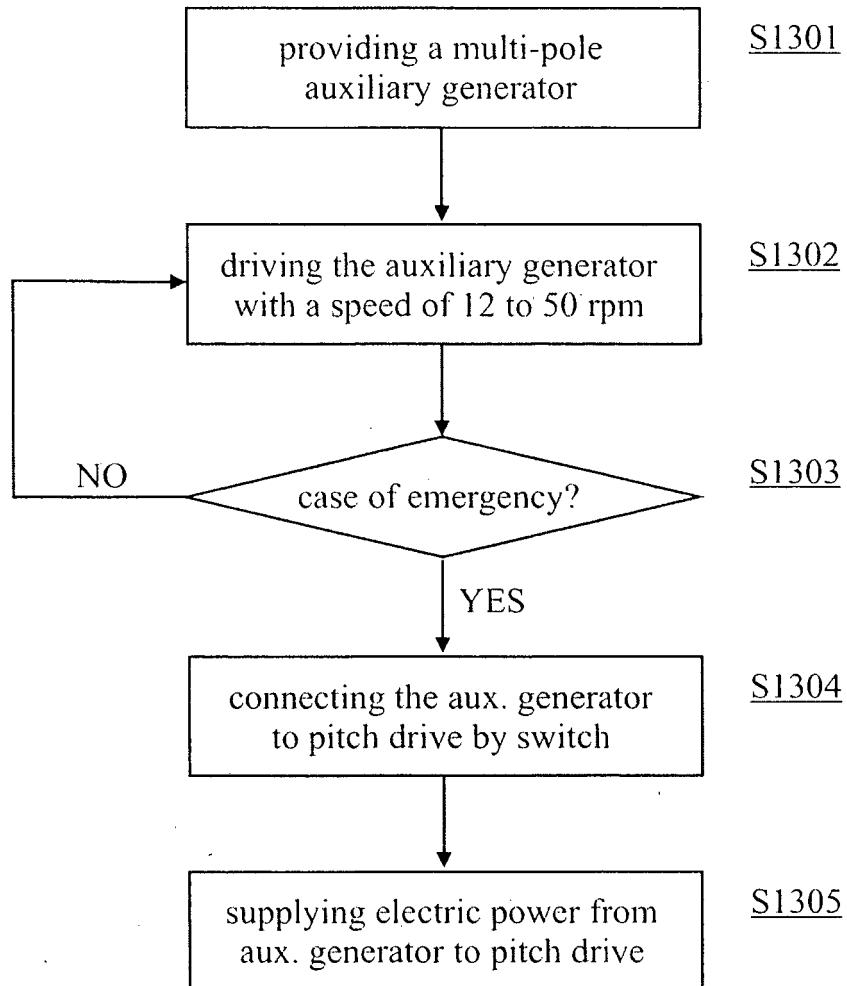 providing a multi-pole
auxiliary generator
S1301
driving the auxiliary generator
with a speed of 12 to 50 rpm
S1302
NO
case of emergency?
S1303
YES
connecting the aux. generator
to pitch drive by switch
S1304
supplying electric power from
aux. generator to pitch drive
S1305